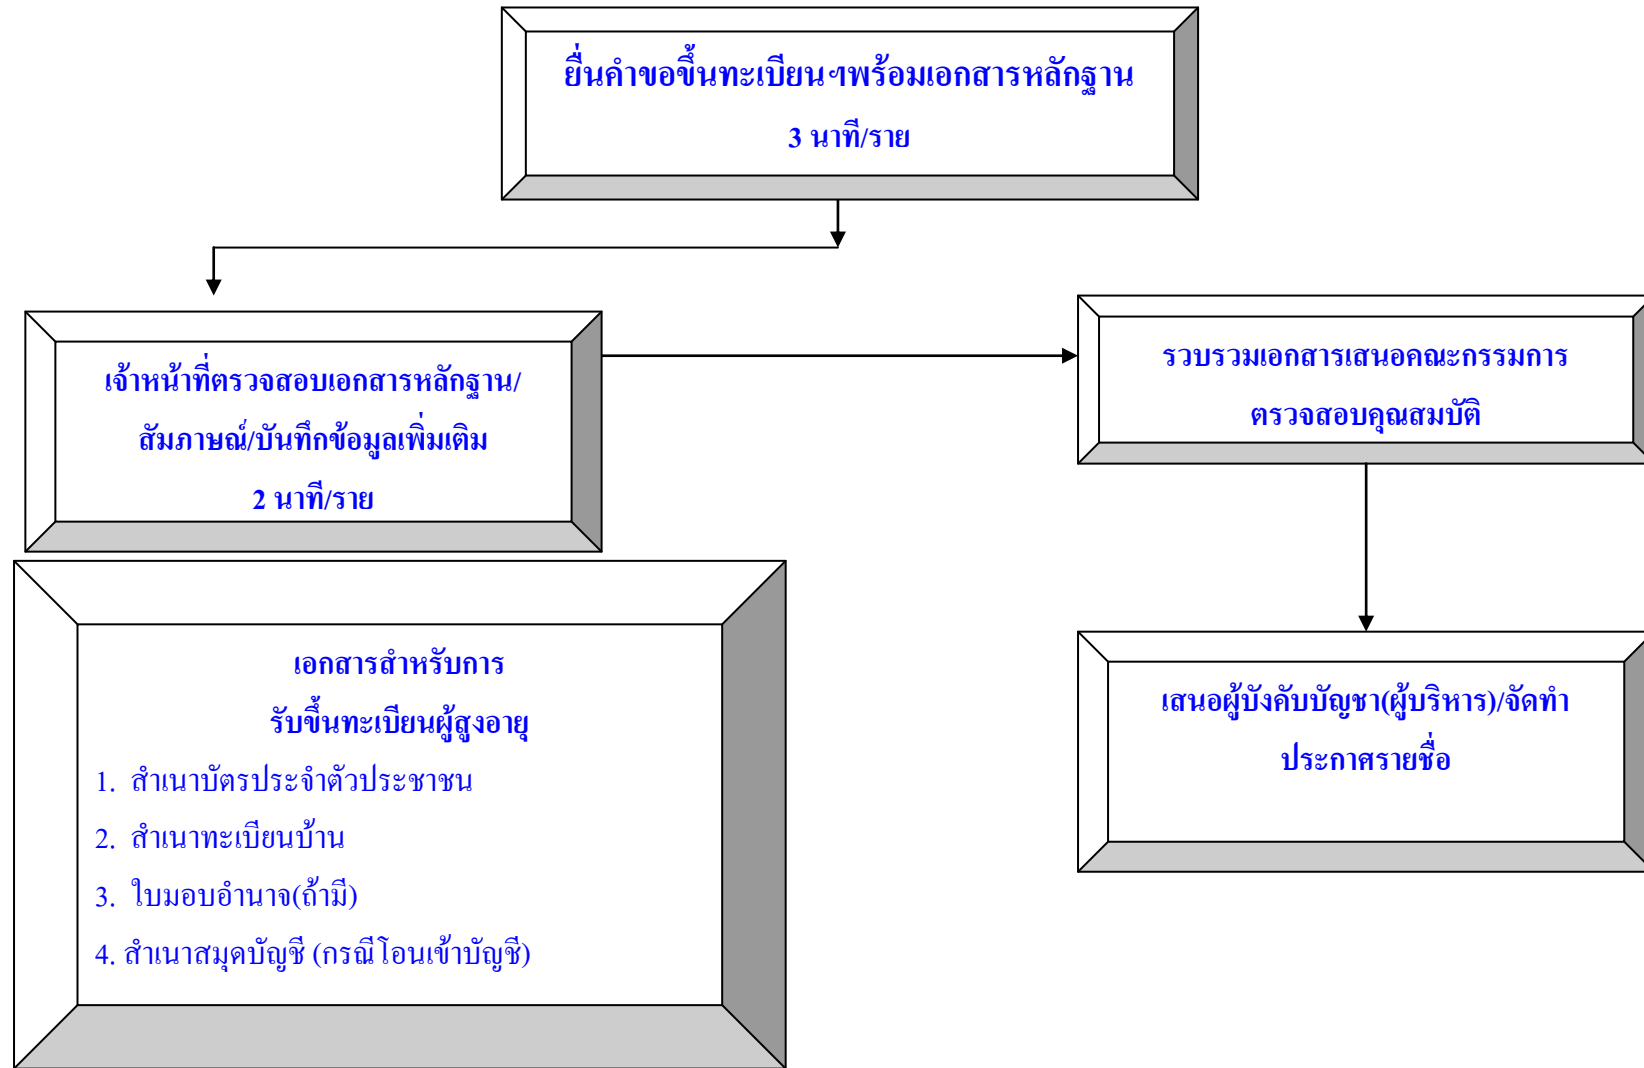 ยื่นคำขอขึ้นทะเบียนฯพร้อมเอกสารหลักฐาน
3 นาที/ราย
เจ้าหน้าที่ตรวจสอบเอกสารหลักฐาน/
สัมภาษณ์/บันทึกข้อมูลเพิ่มเติม
2 นาที/ราย
รวบรวมเอกสารเสนอคณะกรรมการ
ตรวจสอบคุณสมบัติ
เสนอผู้บังคับบัญชา(ผู้บริหาร)/จัดทำ
ประกาศรายชื่อ
เอกสารสำหรับการ
รับขึ้นทะเบียนผู้สูงอายุ
1. สำเนาบัตรประจำตัวประชาชน
2. สำเนาทะเบียนบ้าน
3. ใบมอบอำนาจ(ถ้ามี)
4. สำเนาสมุดบัญชี (กรณีโอนเข้าบัญชี)